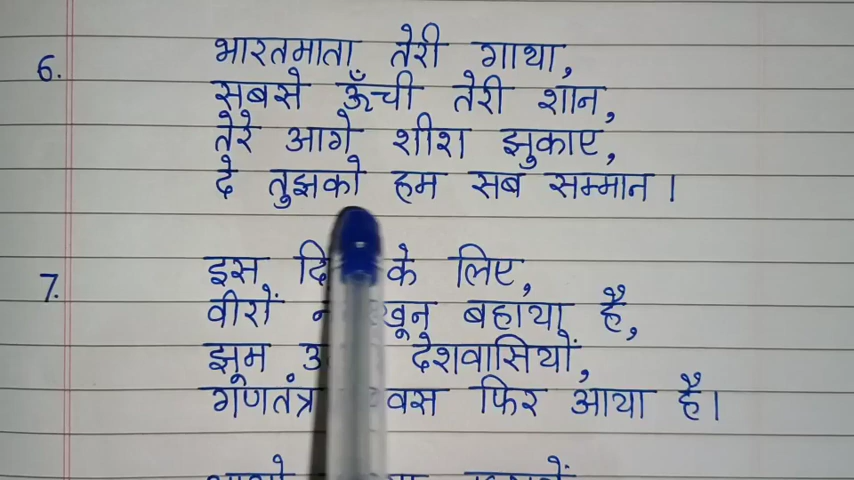 6. भारतमाता तेरी गाथा,
सबसे ऊँची तेरी शान,
तेरे आगे शीश झुकाए,
दे तुझको हम सब सम्मान।
7. इस के लिए,
वीरों खून बहाया है,
झूम देशवासियों,
गणतंत्र फिर आया है।